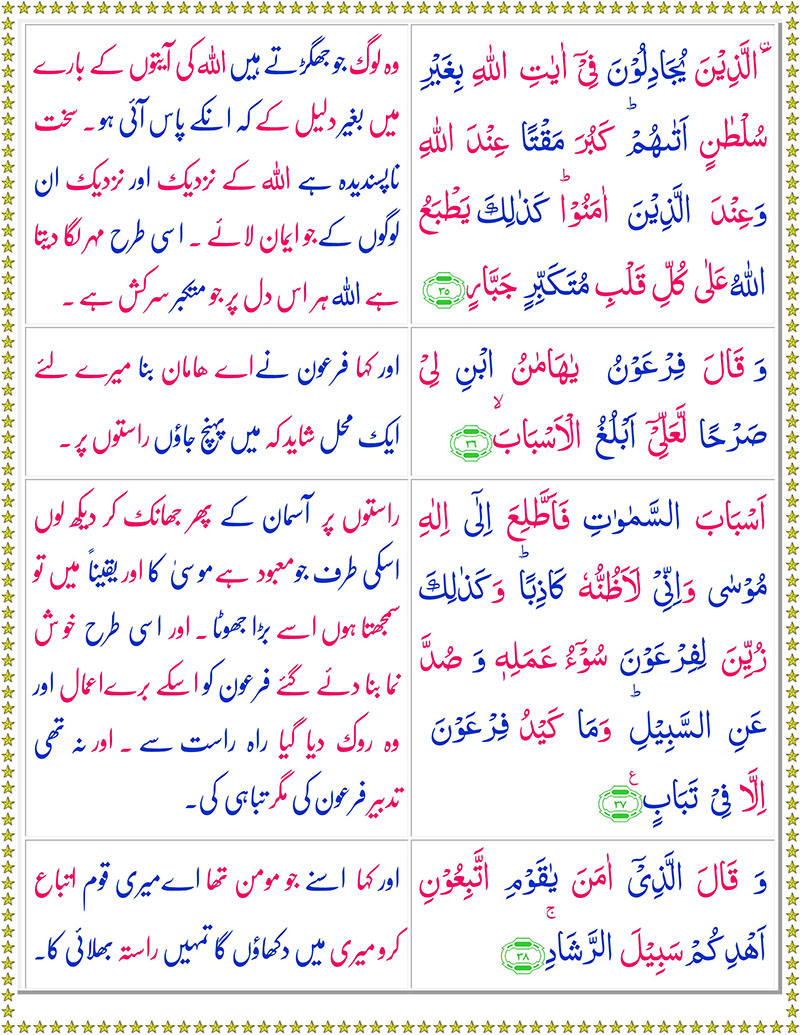 الَّذِيْنَ يُجَادِلُوْنَ فِىْٓ اٰيٰتِ اللّٰهِ بِغَيْرِ
سُلْطٰنٍ اَتٰىهُمْ ؕ كَبُرَ مَقْتًا عِنْدَ اللّٰهِ
وَعِنْدَ الَّذِيْنَ اٰمَنُوْا ؕ كَذٰلِكَ يَطْبَعُ
اللّٰهُ عَلٰى كُلِّ قَلْبِ مُتَكَبِّرٍ جَبَّارٍ ۳۵
وہ لوگ جو جھگڑتے ہیں اللہ کی آیتوں کے بارے
میں بغیر دلیل کے کہ انکے پاس آئی ہو۔ سخت
ناپسندیدہ ہے اللہ کے نزدیک اور نزدیک ان
لوگوں کے جو ایمان لائے ۔ اسی طرح مہر لگا دیتا
ہے اللہ ہر اس دل پر جو متکبر سرکش ہے ۔
وَ قَالَ فِرْعَوْنُ يٰهَامٰنُ ابْنِ لِىْ
صَرْحًا لَّعَلِّىْٓ اَبْلُغُ الْاَسْبَابَ ۙ ۳۶
اور کہا فرعون نے اے ھامان بنا میرے لئے
ایک محل شاید کہ میں پہنچ جاؤں راستوں پر۔
اَسْبَابَ السَّمٰوٰتِ فَاَطَّلِعَ اِلٰٓى اِلٰهِ
مُوْسٰى وَاِنِّىْ لَاَظُنُّهٗ كَاذِبًا ؕ وَكَذٰلِكَ
زُيِّنَ لِفِرْعَوْنَ سُوْٓءُ عَمَلِهٖ وَ صُدَّ
عَنِ السَّبِيْلِ ؕ وَمَا كَيْدُ فِرْعَوْنَ
اِلَّا فِىْ تَبَابٍ ۳۷ ع
راستوں پر آسمان کے پھر جھانک کر دیکھ لوں
اسکی طرف جو معبود ہے موسیٰ کا اور یقیناً میں تو
سمجھتا ہوں اسے بڑا جھوٹا ۔ اور اسی طرح خوش
نما بنا دئے گئے فرعون کو اسکے برے اعمال اور
وہ روک دیا گیا راہ راست سے ۔ اور نہ تھی
تدبیر فرعون کی مگر تباہی کی۔
وَ قَالَ الَّذِىْٓ اٰمَنَ يٰقَوْمِ اتَّبِعُوْنِ
اَهْدِكُمْ سَبِيْلَ الرَّشَادِ ۚ ۳۸
اور کہا اسنے جو مومن تھا اے میری قوم اتباع
کرو میری میں دکھاؤں گا تمہیں راستہ بھلائی کا۔